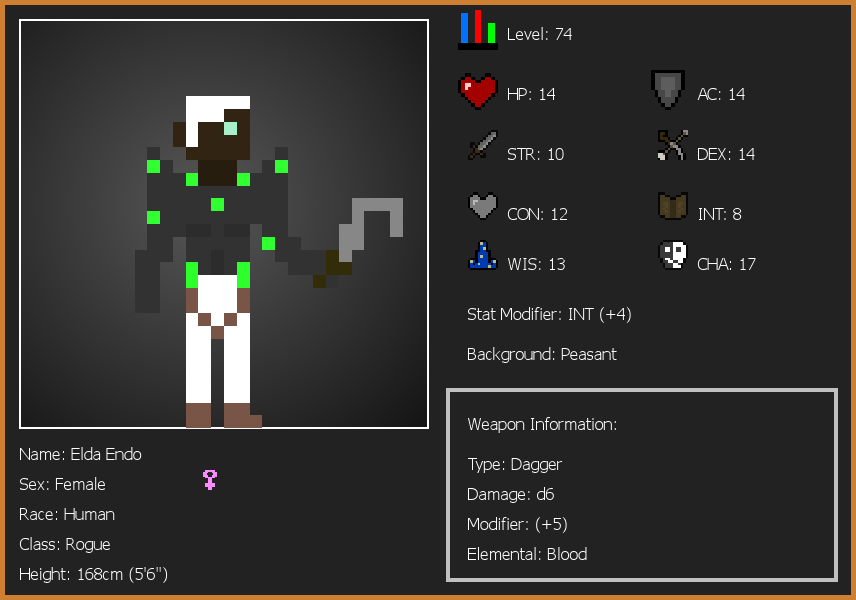 Level: 74
HP: 14
AC: 14
STR: 10
DEX: 14
CON: 12
INT: 8
WIS: 13
CHA: 17
Stat Modifier: INT (+4)
Background: Peasant
Weapon Information:
Type: Dagger
Damage: d6
Modifier: (+5)
Elemental: Blood
Name: Elda Endo
Sex: Female
Race: Human
Class: Rogue
Height: 168cm (5'6")